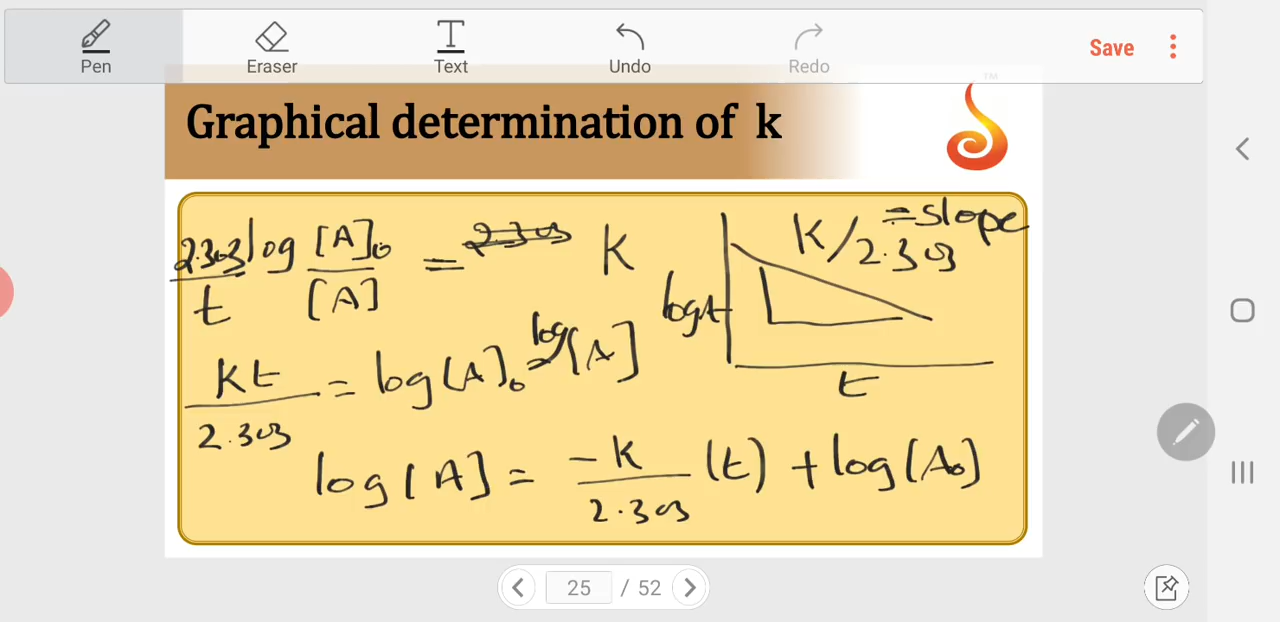 Pen
Eraser
Text
Undo
Redo
Save
TM
Graphical determination of k
2.303/t log [A]₀/[A] = 2.303 K
K/2.303 = slope
log A
t
Kt/2.303 = log[A]₀ - log[A]
log[A] = -K/2.303 (t) + log[A₀]
25 / 52